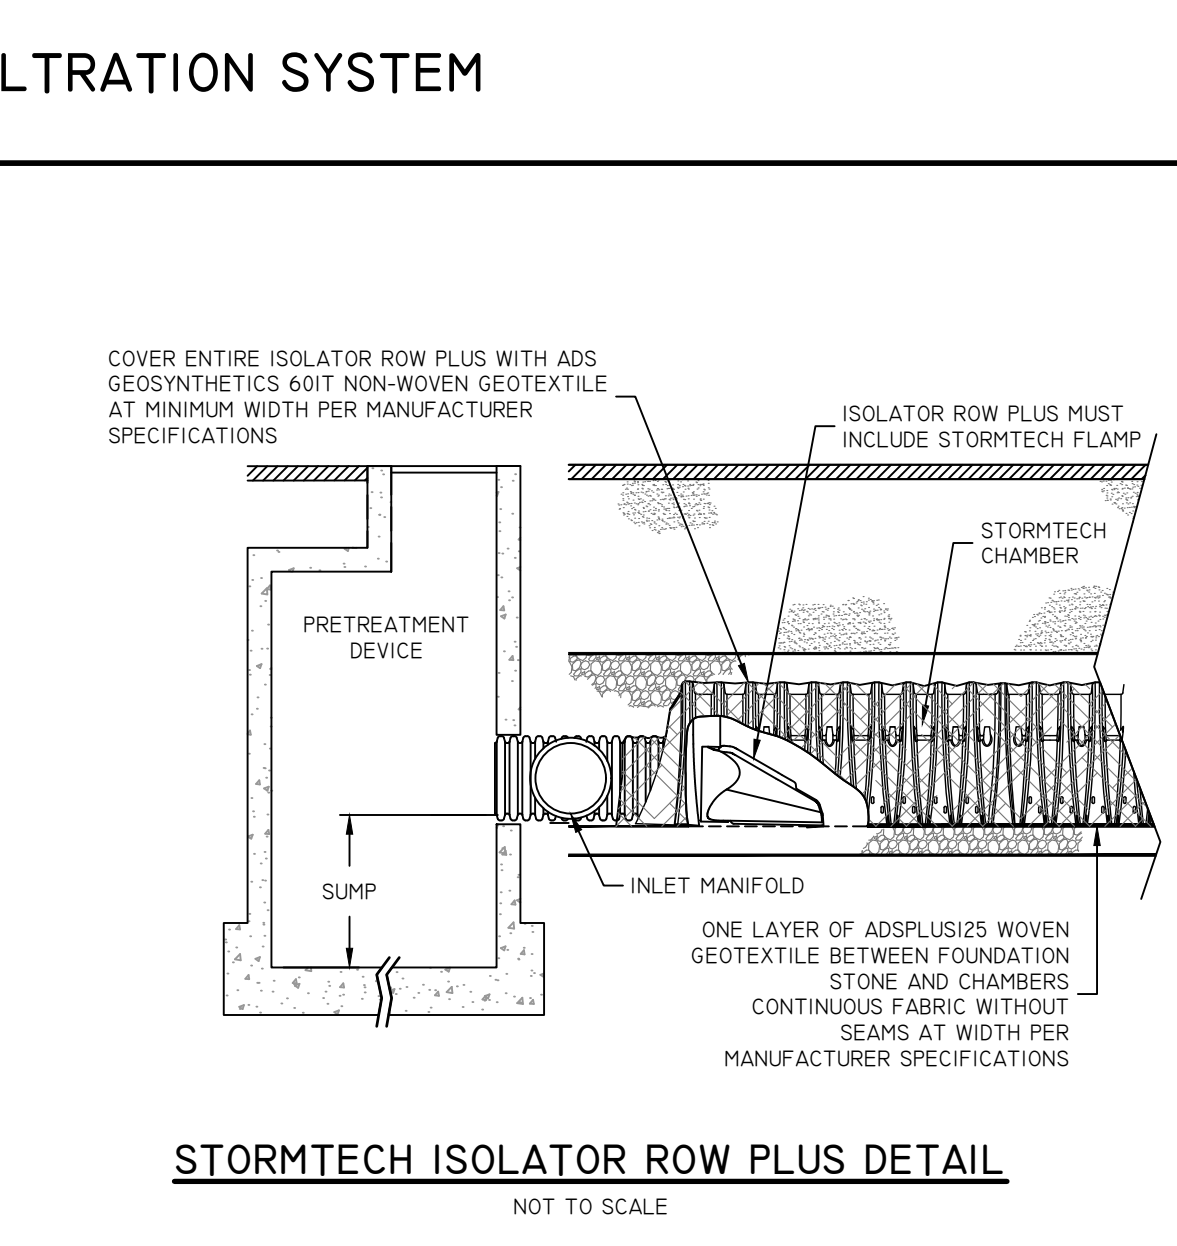 LTRATION SYSTEM
COVER ENTIRE ISOLATOR ROW PLUS WITH ADS
GEOSYNTHETICS 601T NON-WOVEN GEOTEXTILE
AT MINIMUM WIDTH PER MANUFACTURER
SPECIFICATIONS
ISOLATOR ROW PLUS MUST
INCLUDE STORMTECH FLAMP
STORMTECH
CHAMBER
PRETREATMENT
DEVICE
SUMP
INLET MANIFOLD
ONE LAYER OF ADSPLUS125 WOVEN
GEOTEXTILE BETWEEN FOUNDATION
STONE AND CHAMBERS
CONTINUOUS FABRIC WITHOUT
SEAMS AT WIDTH PER
MANUFACTURER SPECIFICATIONS
STORMTECH ISOLATOR ROW PLUS DETAIL
NOT TO SCALE